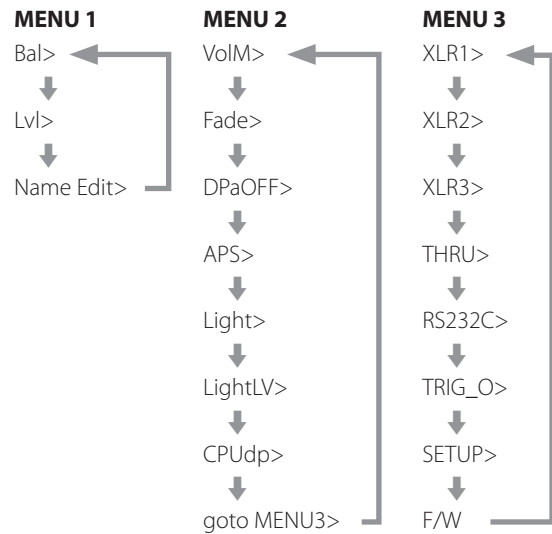 MENU 1
Bal>
Lvl>
Name Edit>
MENU 2
VolM>
Fade>
DPaOFF>
APS>
Light>
LightLV>
CPUdp>
goto MENU3>
MENU 3
XLR1>
XLR2>
XLR3>
THRU>
RS232C>
TRIG_O>
SETUP>
F/W